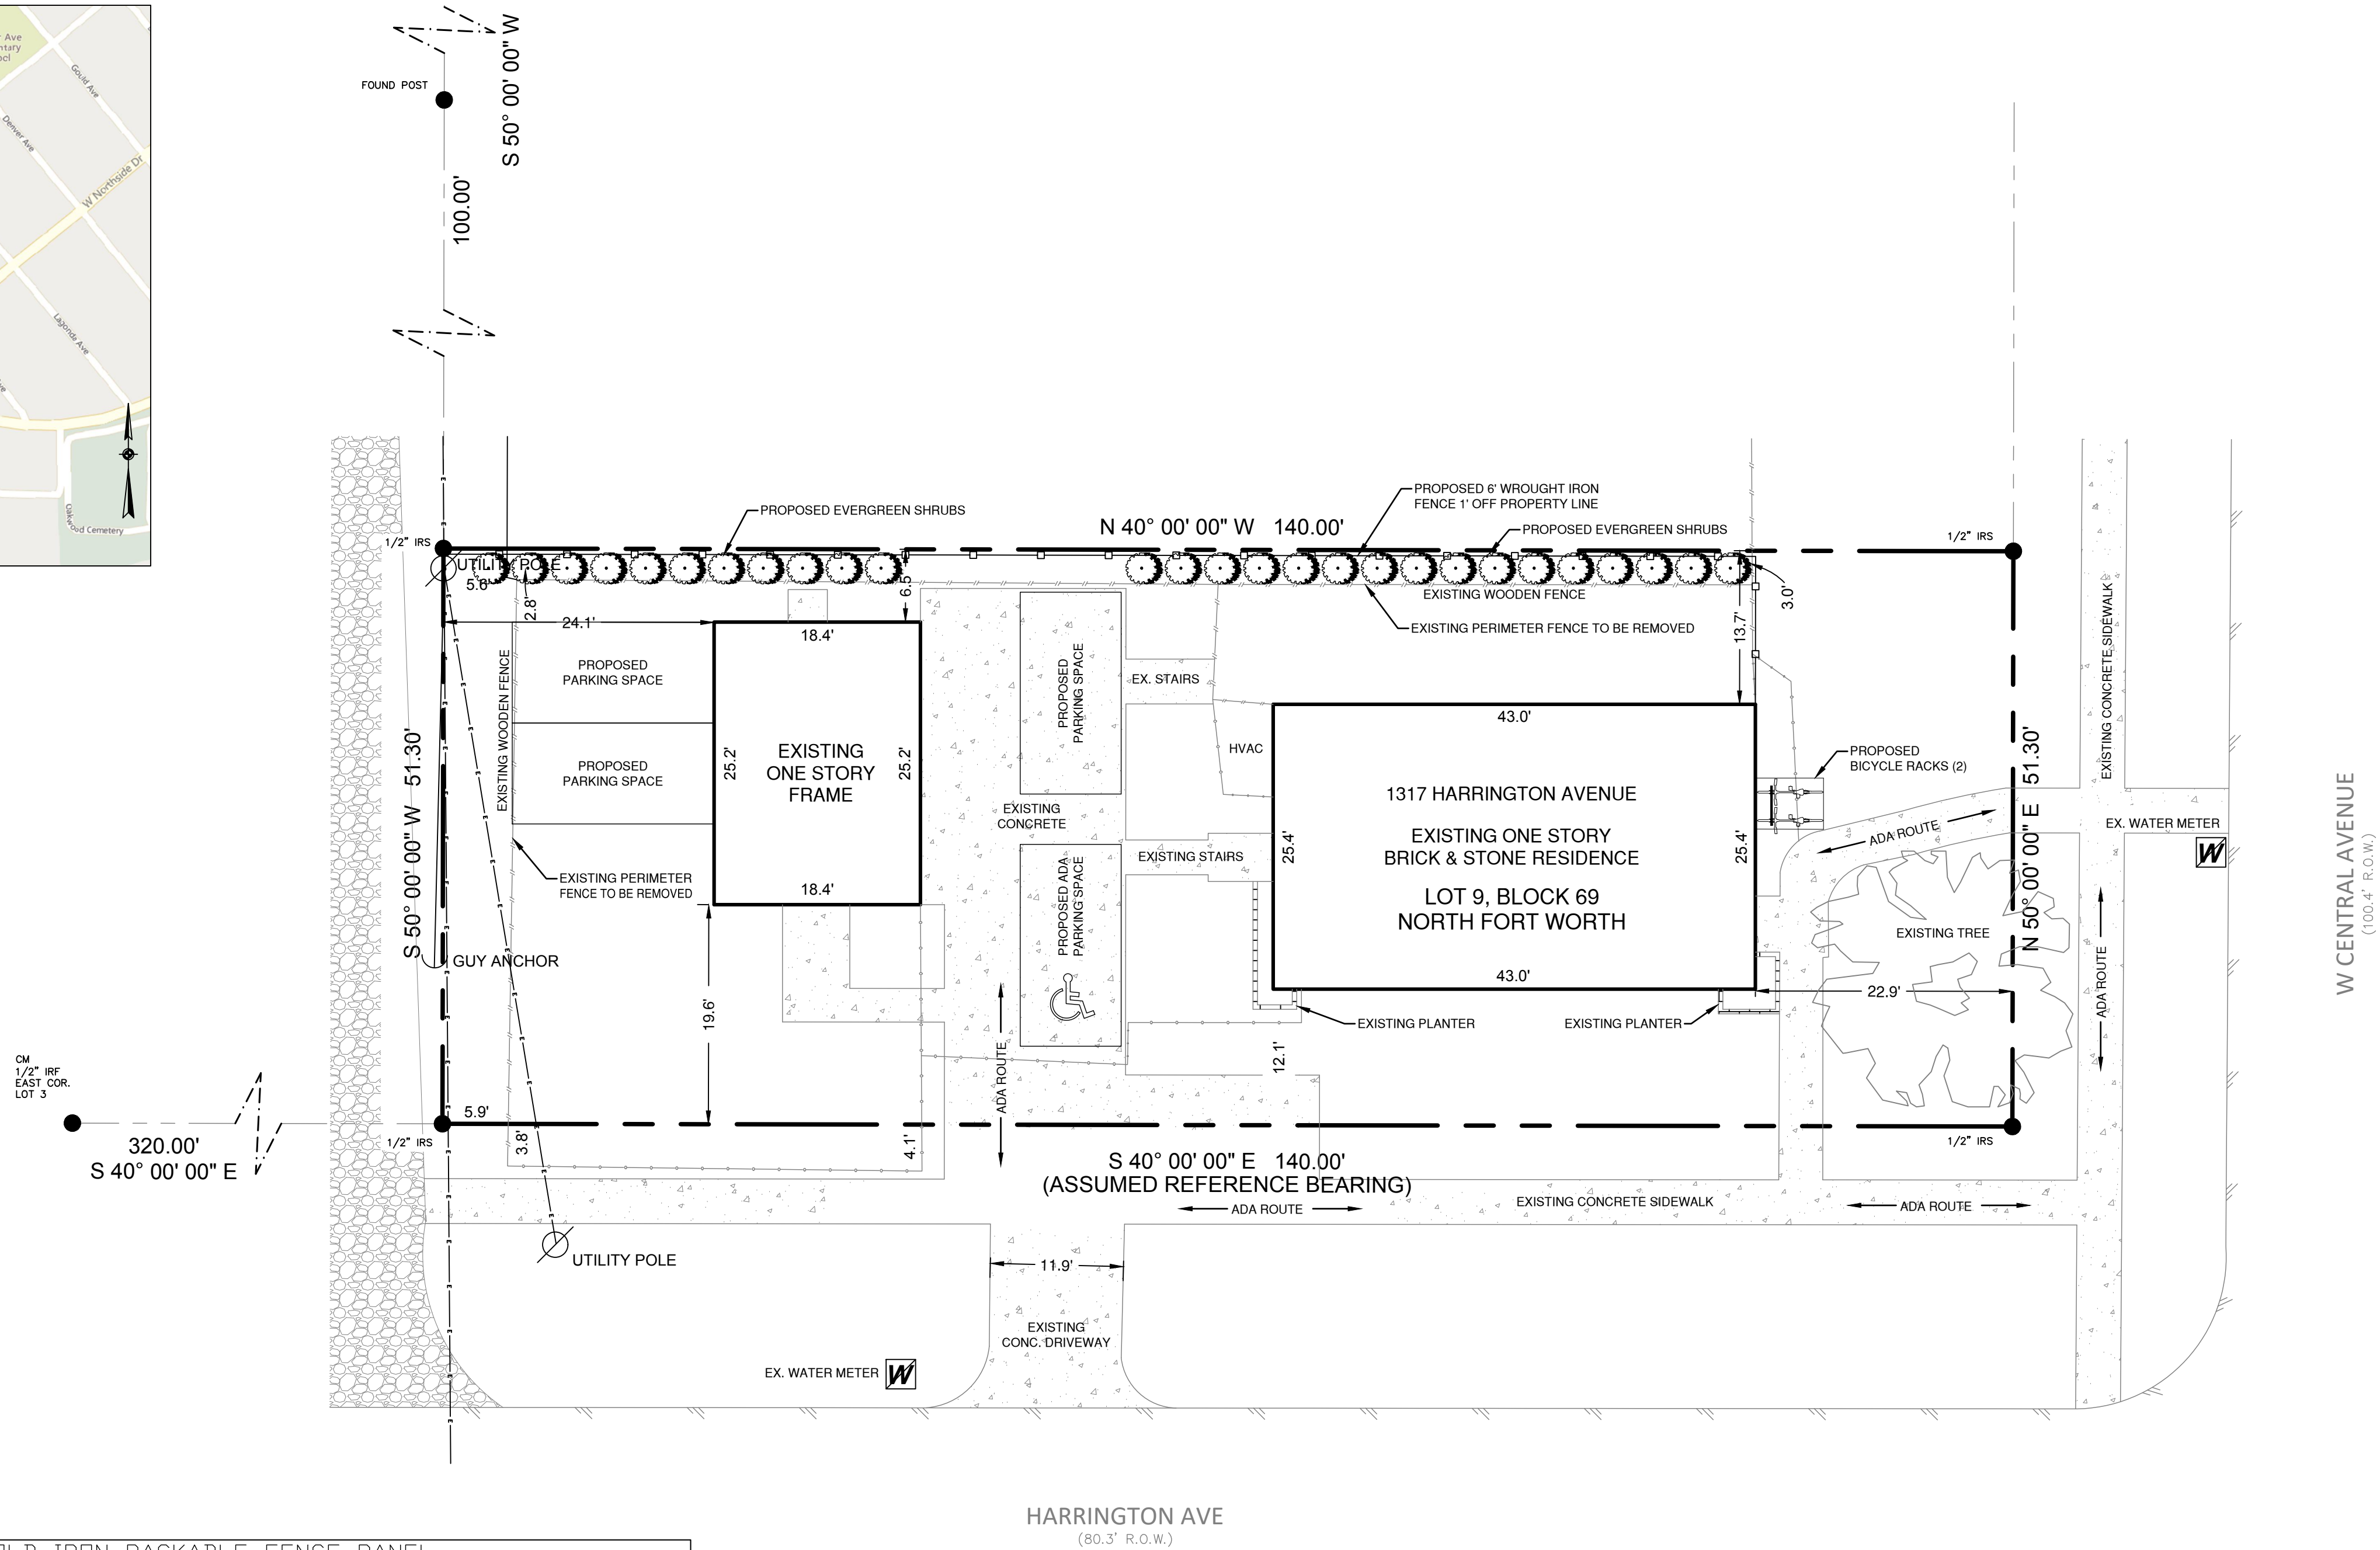 Gould Ave
Denver Ave
W Northside Dr
Lagonda Ave
Oakwood Cemetery
FOUND POST
S 50° 00' 00" W
100.00'
PROPOSED EVERGREEN SHRUBS
N 40° 00' 00" W 140.00'
PROPOSED 6' WROUGHT IRON
FENCE 1' OFF PROPERTY LINE
PROPOSED EVERGREEN SHRUBS
1/2" IRS
1/2" IRS
UTILITY POLE
5.6'
2.8'
24.1'
6.5'
18.4'
EXISTING WOODEN FENCE
EXISTING PERIMETER FENCE TO BE REMOVED
13.7'
3.0'
EXISTING WOODEN FENCE
PROPOSED
PARKING SPACE
PROPOSED
PARKING SPACE
25.2'
EXISTING
ONE STORY
FRAME
25.2'
18.4'
PROPOSED
PARKING SPACE
EX. STAIRS
HVAC
EXISTING
CONCRETE
EXISTING STAIRS
PROPOSED ADA
PARKING SPACE
43.0'
1317 HARRINGTON AVENUE
EXISTING ONE STORY
BRICK & STONE RESIDENCE
LOT 9, BLOCK 69
NORTH FORT WORTH
25.4'
25.4'
43.0'
PROPOSED
BICYCLE RACKS (2)
ADA ROUTE
EXISTING CONCRETE SIDEWALK
EX. WATER METER
W
N 50° 00' 00" E 51.30'
EXISTING TREE
22.9'
ADA ROUTE
W CENTRAL AVENUE
(100.4' R.O.W.)
S 50° 00' 00" W 51.30'
EXISTING PERIMETER
FENCE TO BE REMOVED
GUY ANCHOR
19.6'
EXISTING PLANTER
EXISTING PLANTER
12.1'
ADA ROUTE
CM
1/2" IRF
EAST COR.
LOT 3
320.00'
S 40° 00' 00" E
5.9'
1/2" IRS
3.8'
4.1'
1/2" IRS
S 40° 00' 00" E 140.00'
(ASSUMED REFERENCE BEARING)
ADA ROUTE
EXISTING CONCRETE SIDEWALK
ADA ROUTE
UTILITY POLE
11.9'
EXISTING
CONC. DRIVEWAY
EX. WATER METER
W
HARRINGTON AVE
(80.3' R.O.W.)